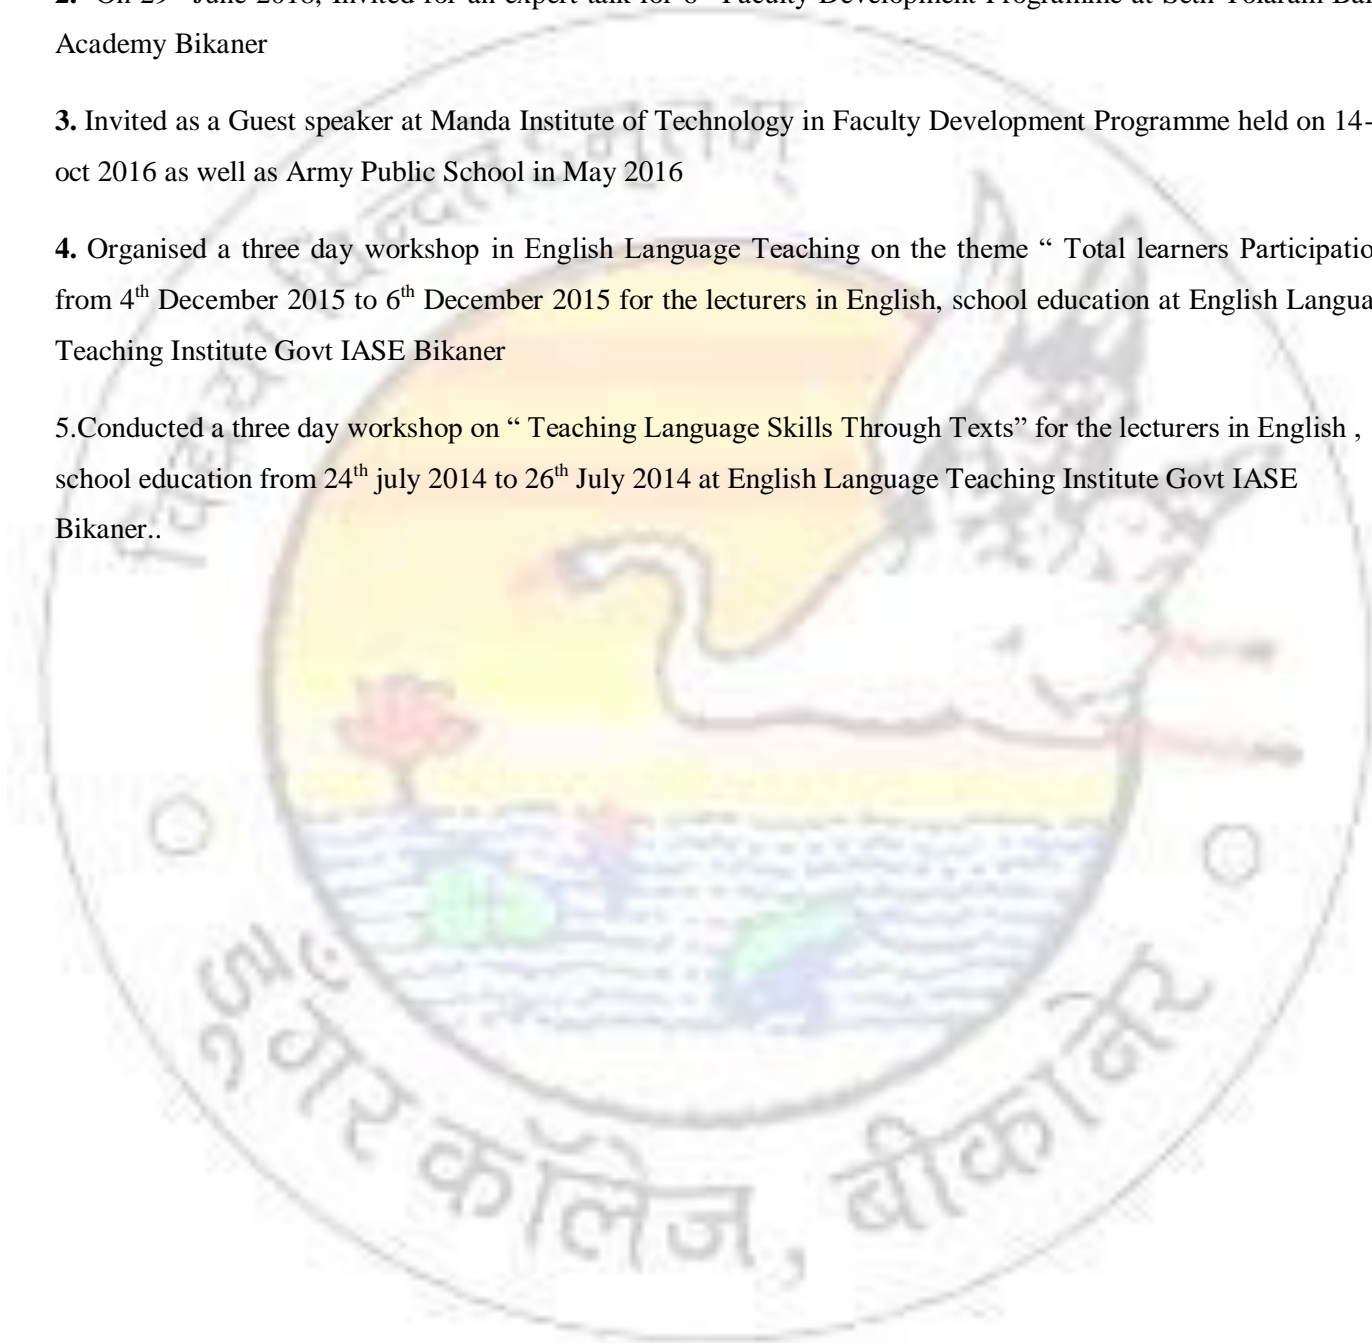 Academy Bikaner
3. Invited as a Guest speaker at Manda Institute of Technology in Faculty Development Programme held on 14-
oct 2016 as well as Army Public School in May 2016
4. Organised a three day workshop in English Language Teaching on the theme “ Total learners
from 4th December 2015 to 6th December 2015 for the lecturers in English, school education at English
Teaching Institute Govt IASE Bikaner
5.Conducted a three day workshop on “ Teaching Language Skills Through Texts” for the lecturers in English ,
school education from 24th july 2014 to 26th July 2014 at English Language Teaching Institute Govt IASE
Bikaner..
डूँगर कॉलेज, बीकानेर